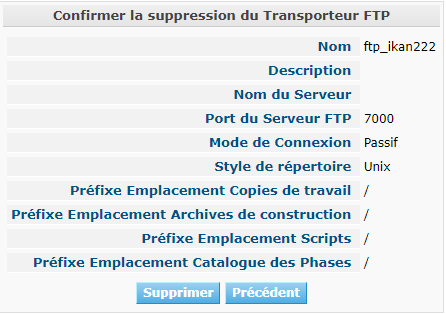 Confirmer la suppression du Transporteur FTP
Nom ftp_ikan222
Description
Nom du Serveur
Port du Serveur FTP 7000
Mode de Connexion Passif
Style de répertoire Unix
Préfixe Emplacement Copies de travail /
Préfixe Emplacement Archives de construction /
Préfixe Emplacement Scripts /
Préfixe Emplacement Catalogue des Phases /
Supprimer Précédent